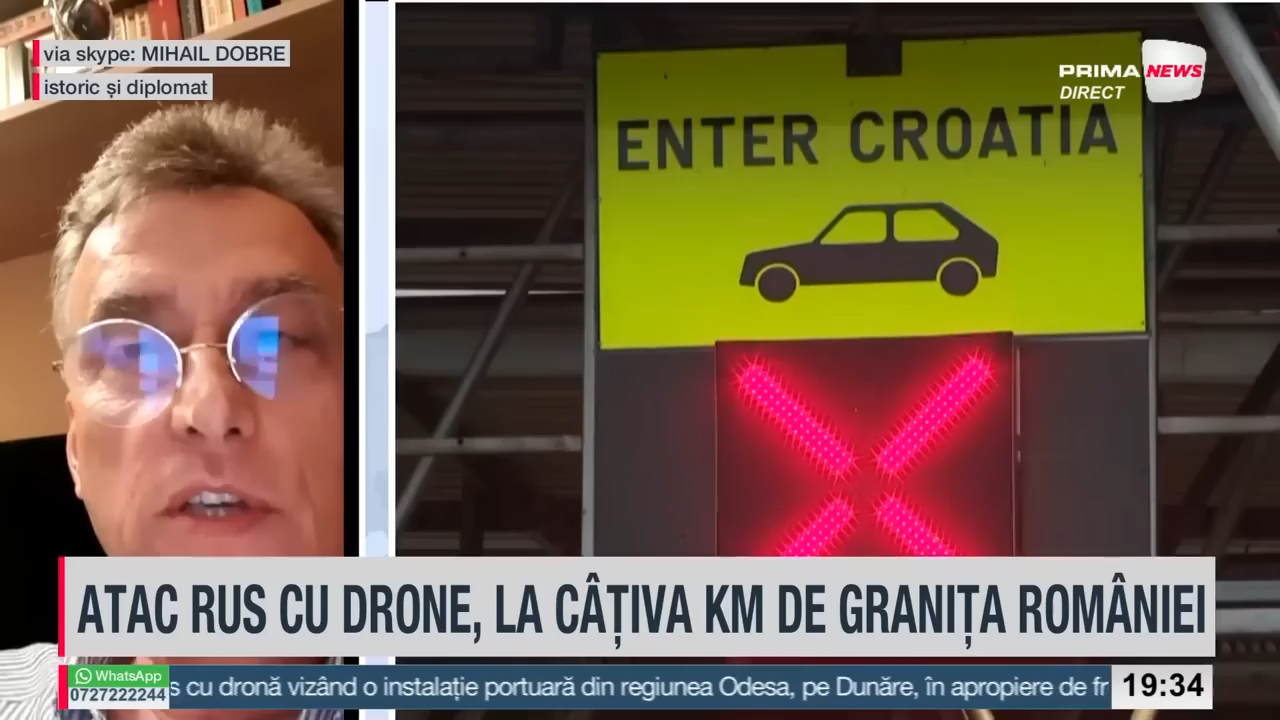 via skype: MIHAIL DOBRE
istoric și diplomat
PRIMA NEWS
DIRECT
ENTER CROATIA
ATAC RUS CU DRONE, LA CÂȚIVA KM DE GRANIȚA ROMÂNIEI
WhatsApp
0727222244
s cu dronă vizând o instalație portuară din regiunea Odesa, pe Dunăre, în apropiere de fr
19:34